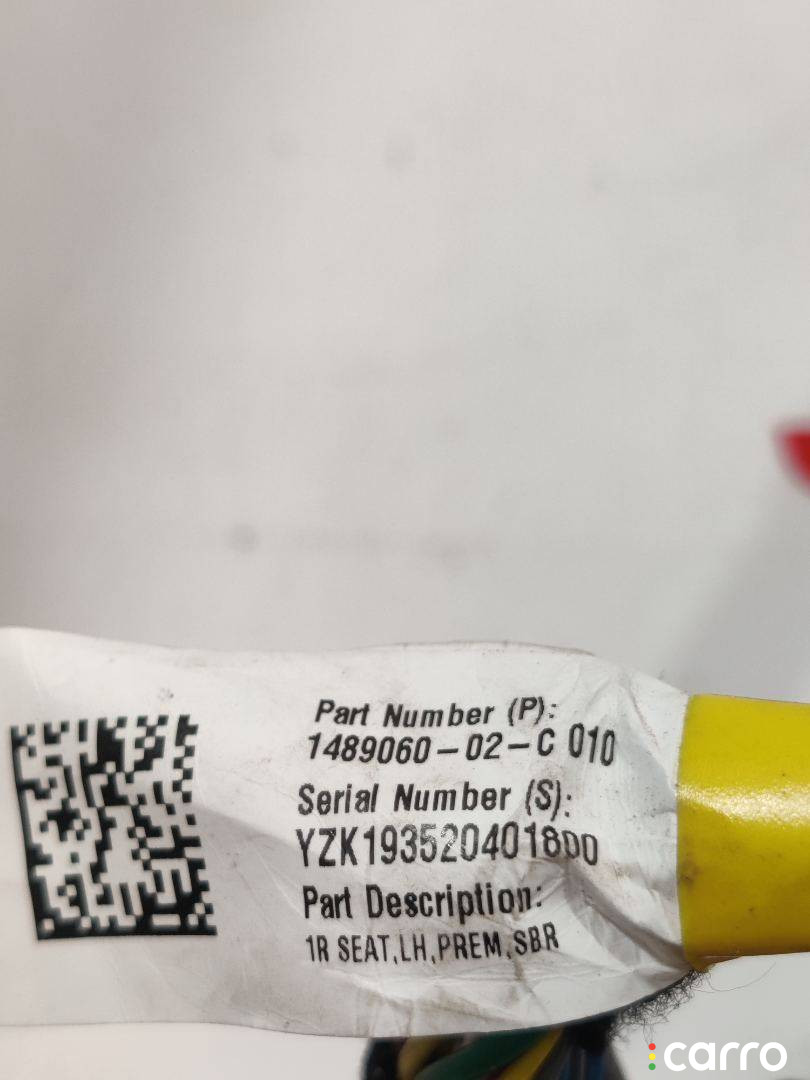 Part Number (P):
1489060-02-C 010
Serial Number (S):
YZK193520401800
Part Description:
1R SEAT,LH,PREM,SBR
carro